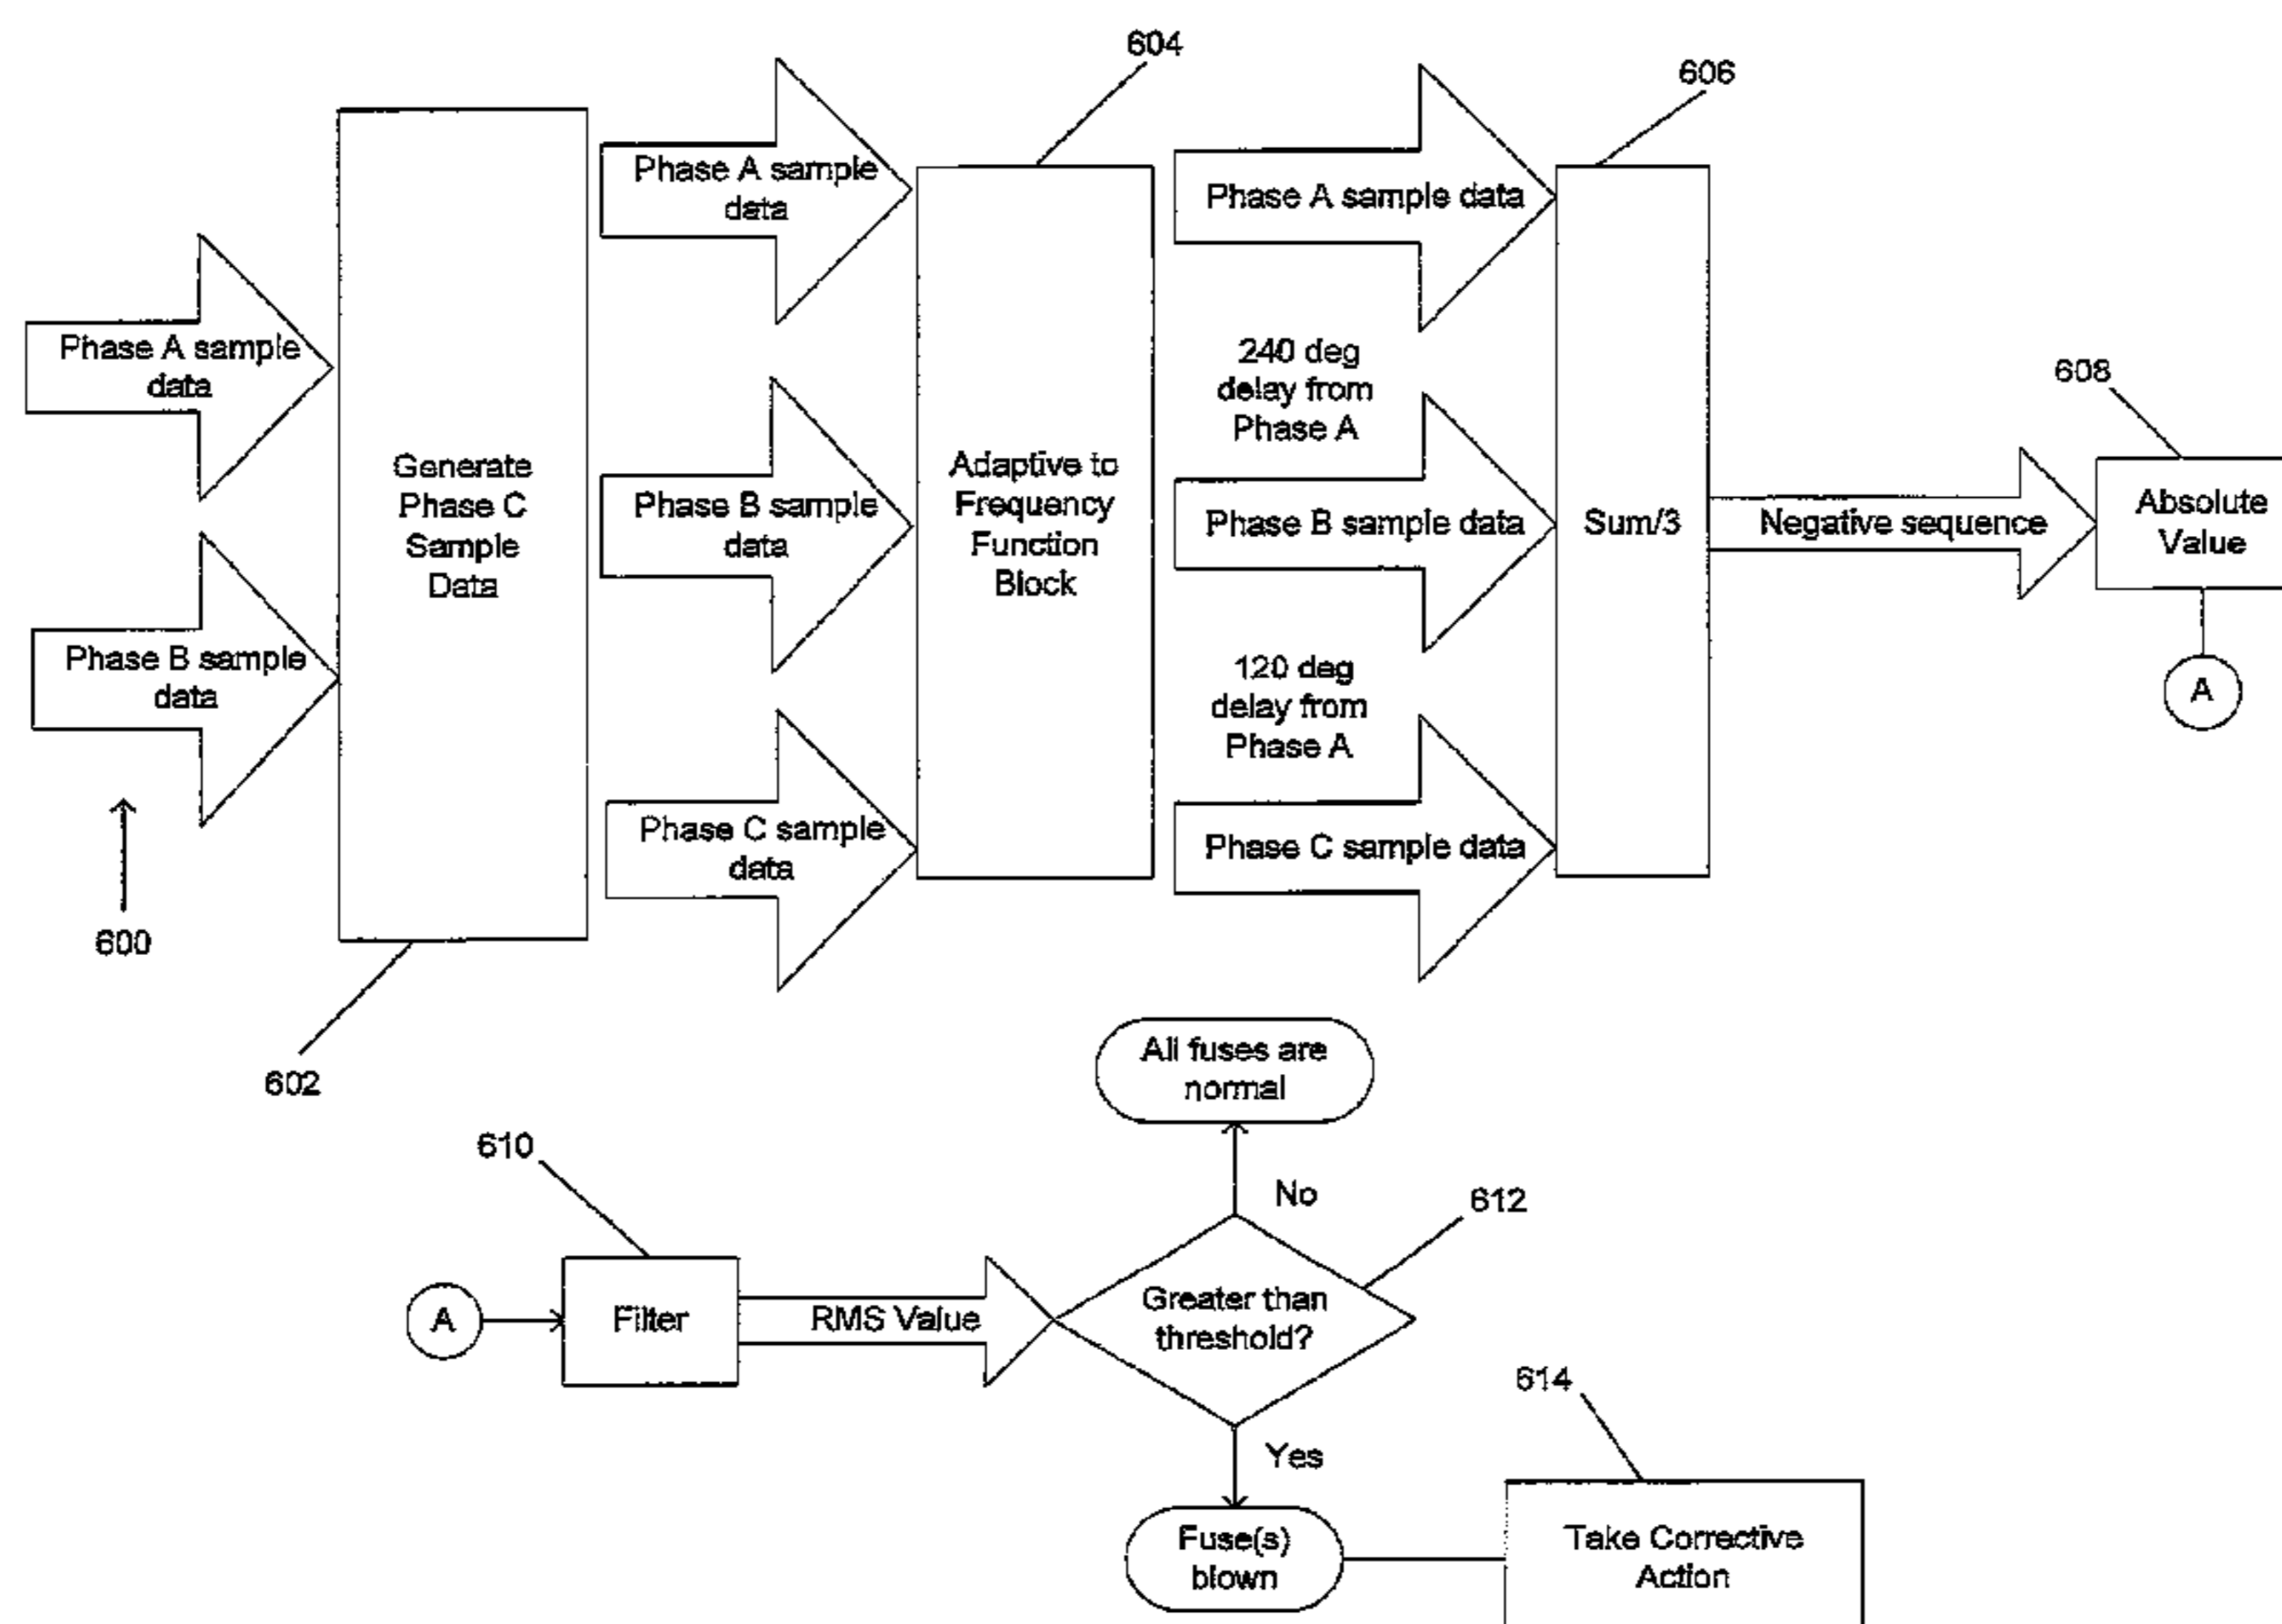 604
606
Phase A sample
data
Phase A sample data
Phase A sample
data
240 deg
delay from
Phase A
608
Generate
Phase C
Sample
Data
Phase B sample
data
Adaptive to
Frequency
Function
Block
Phase B sample data
Sum/3
Negative sequence
Absolute
Value
Phase B sample
data
120 deg
delay from
Phase A
A
Phase C sample
data
Phase C sample data
600
602
All fuses are
normal
610
No
612
A
Filter
RMS Value
Greater than
threshold?
614
Yes
Fuse(s)
blown
Take Corrective
Action